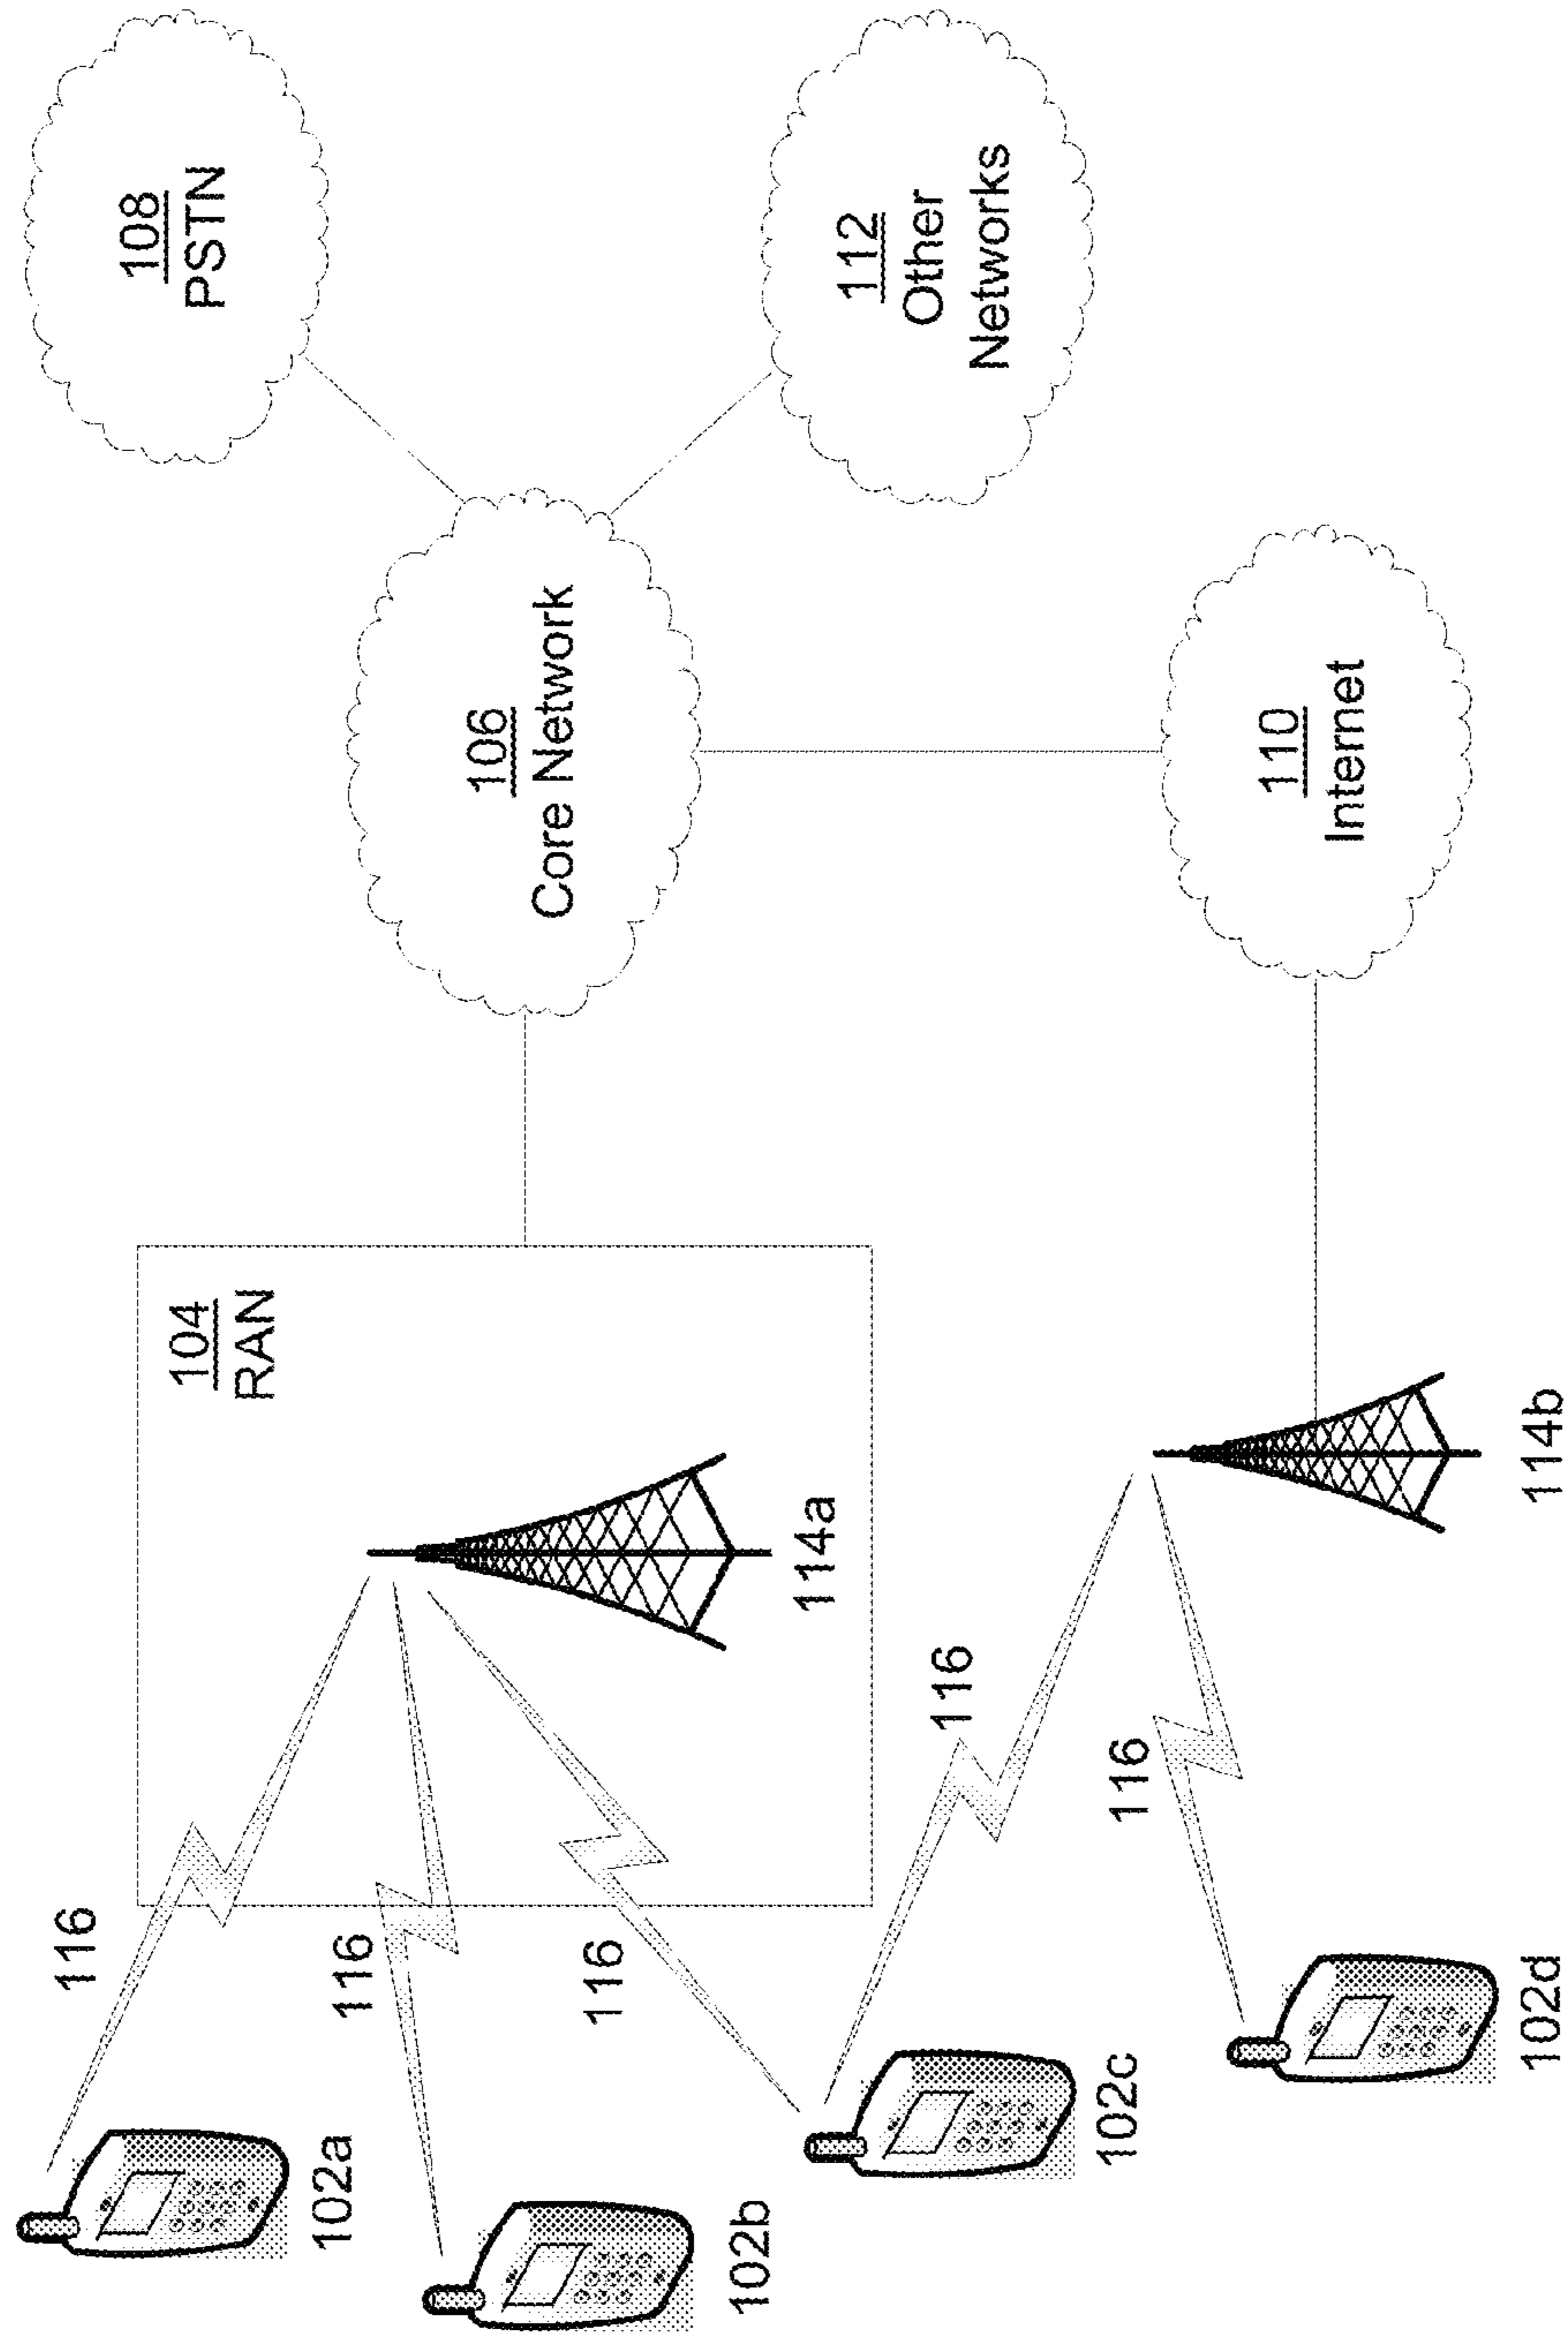 102a
116
104
RAN
108
PSTN
116
102b
106
Core Network
116
114a
112
Other
Networks
102c
116
116
110
Internet
102d
114b